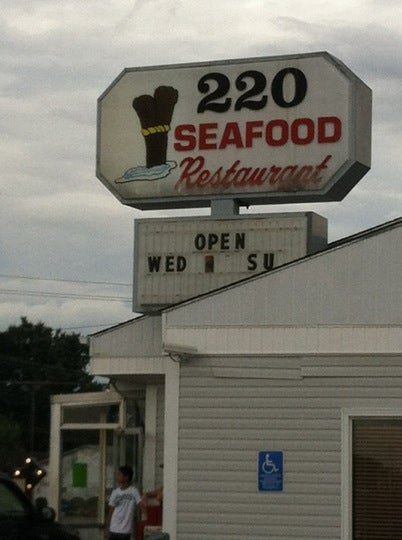 220
SEAFOOD
Restaurant
OPEN
WED SU